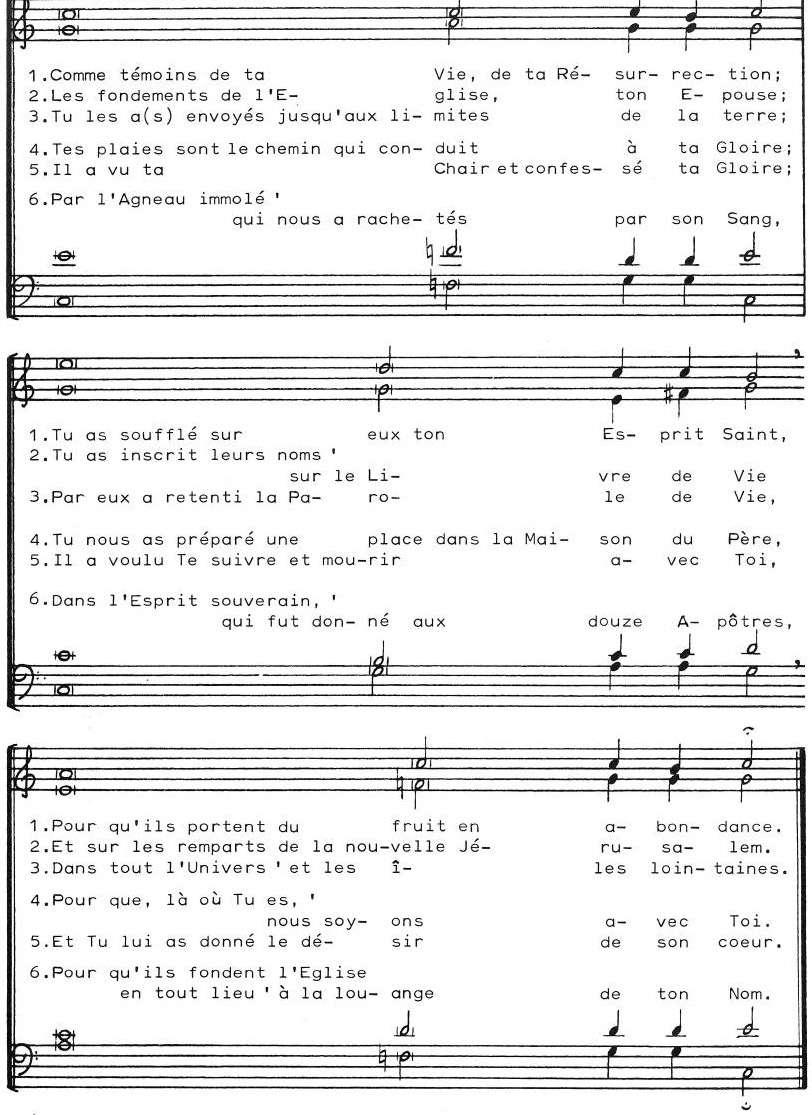 1.Comme témoins de ta Vie, de ta Ré- sur- rec- tion;
2.Les fondements de l'E- glise, ton E- pouse;
3.Tu les a(s) envoyés jusqu'aux li- mites de la terre;
4.Tes plaies sont le chemin qui con- duit à ta Gloire;
5.Il a vu ta Chair et confes- sé ta Gloire;
6.Par l'Agneau immolé '
qui nous a rache- tés par son Sang,
1.Tu as soufflé sur eux ton Es- prit Saint,
2.Tu as inscrit leurs noms '
sur le Li- vre de Vie
3.Par eux a retenti la Pa- ro- le de Vie,
4.Tu nous as préparé une place dans la Mai- son du Père,
5.Il a voulu Te suivre et mou-rir a- vec Toi,
6.Dans l'Esprit souverain, '
qui fut don- né aux douze A- pôtres,
1.Pour qu'ils portent du fruit en a- bon- dance.
2.Et sur les remparts de la nou-velle Jé- ru- sa- lem.
3.Dans tout l'Univers ' et les î- les loin- taines.
4.Pour que, là où Tu es, '
nous soy- ons a- vec Toi.
5.Et Tu lui as donné le dé- sir de son coeur.
6.Pour qu'ils fondent l'Eglise
en tout lieu ' à la lou- ange de ton Nom.